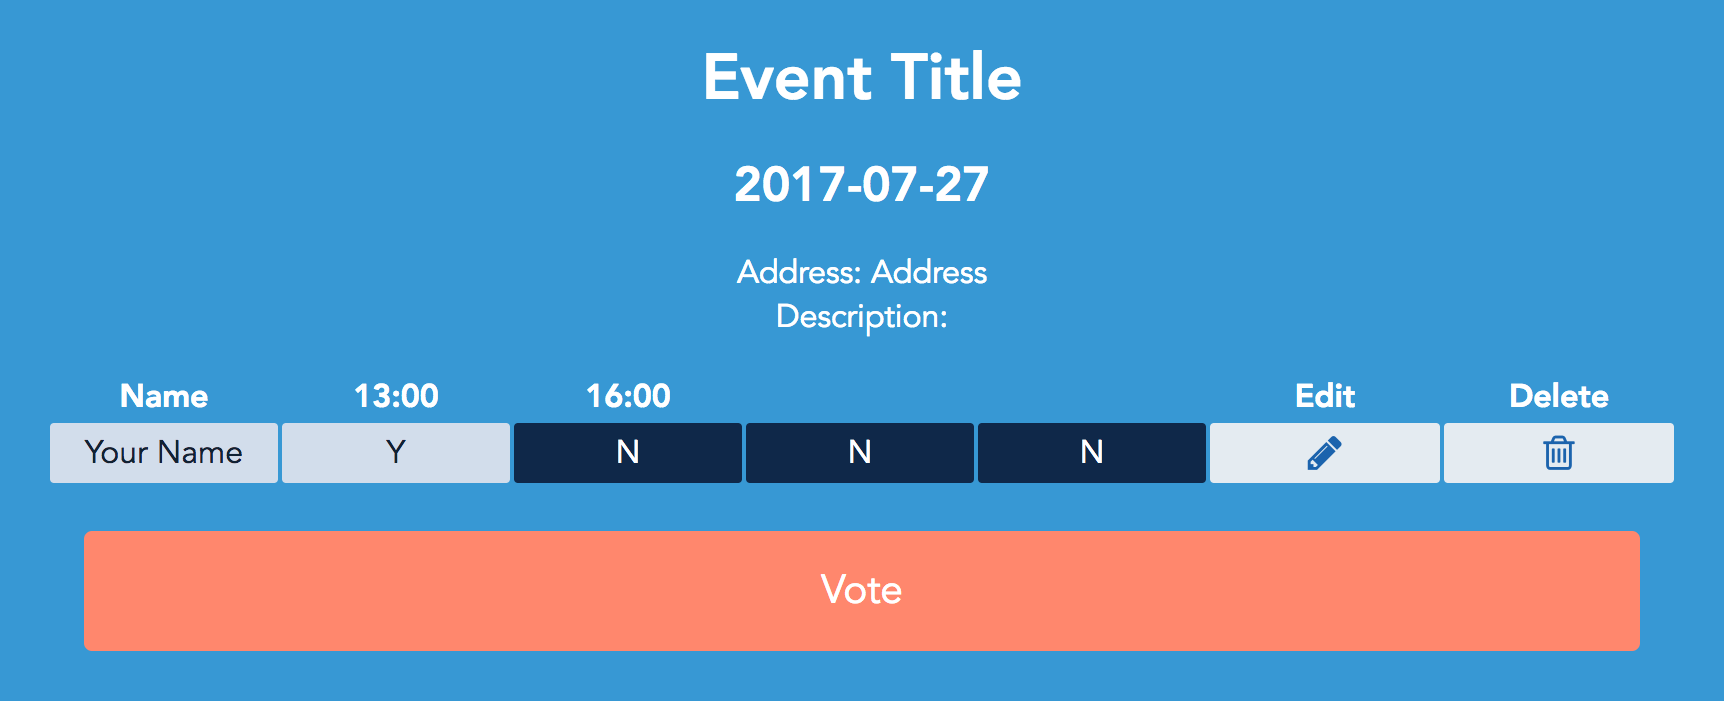 Event Title
2017-07-27
Address: Address
Description:
Name 13:00 16:00 Edit Delete
Your Name Y N N N
Vote